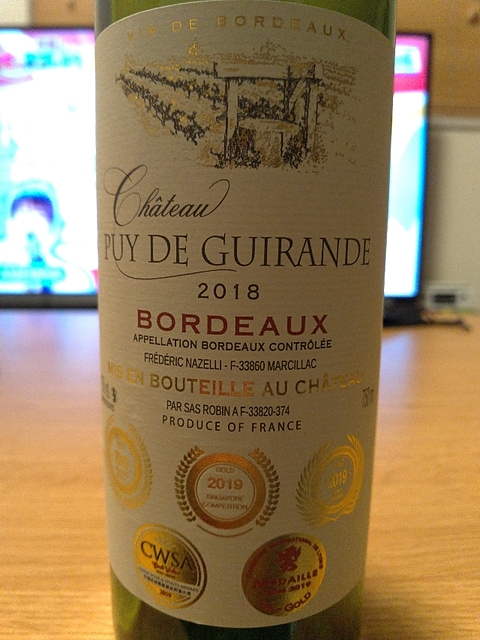 VIN DE BORDEAUX
Château
PUY DE GUIRANDE
2018
BORDEAUX
APPELLATION BORDEAUX CONTRÔLÉE
FRÉDÉRIC NAZELLI - F-33860 MARCILLAC
MIS EN BOUTEILLE AU CHÂTEAU
PAR SAS ROBIN A F-33820-374
PRODUCE OF FRANCE
GOLD
2019
SINGAPORE
COMPETITION
2019
CWSA
2019
GOLD